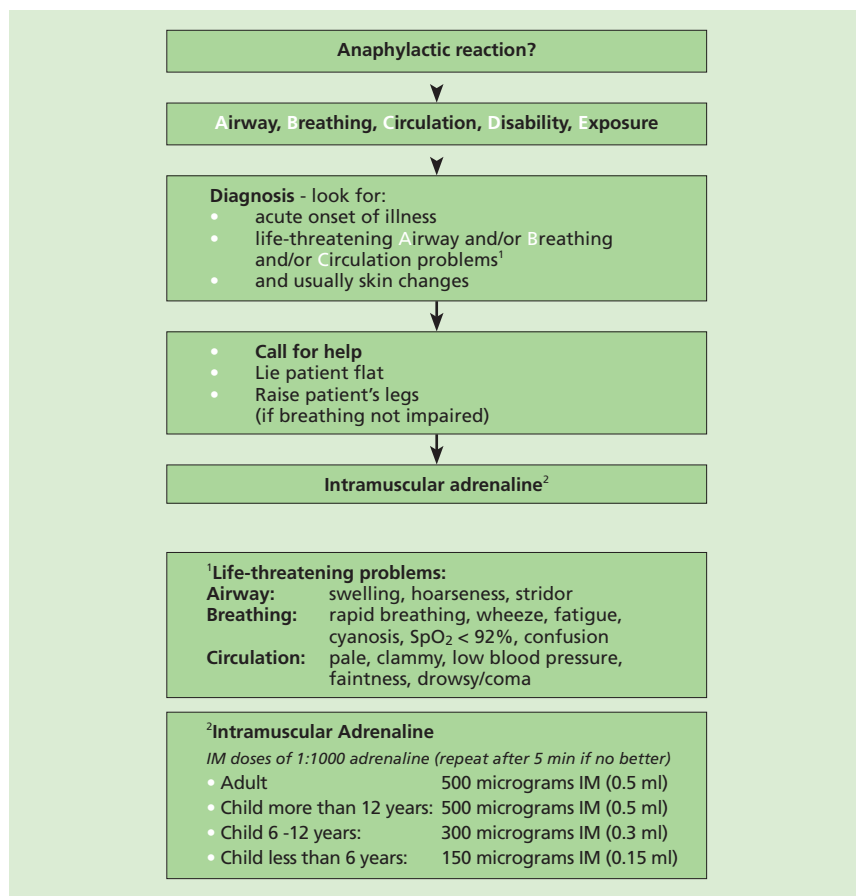 Anaphylactic reaction?
Airway, Breathing, Circulation, Disability, Exposure
Diagnosis - look for:
• acute onset of illness
• life-threatening Airway and/or Breathing
and/or Circulation problems¹
• and usually skin changes
• Call for help
• Lie patient flat
• Raise patient's legs
(if breathing not impaired)
Intramuscular adrenaline²
¹Life-threatening problems:
Airway: swelling, hoarseness, stridor
Breathing: rapid breathing, wheeze, fatigue,
cyanosis, SpO₂ < 92%, confusion
Circulation: pale, clammy, low blood pressure,
faintness, drowsy/coma
²Intramuscular Adrenaline
IM doses of 1:1000 adrenaline (repeat after 5 min if no better)
• Adult 500 micrograms IM (0.5 ml)
• Child more than 12 years: 500 micrograms IM (0.5 ml)
• Child 6 -12 years: 300 micrograms IM (0.3 ml)
• Child less than 6 years: 150 micrograms IM (0.15 ml)